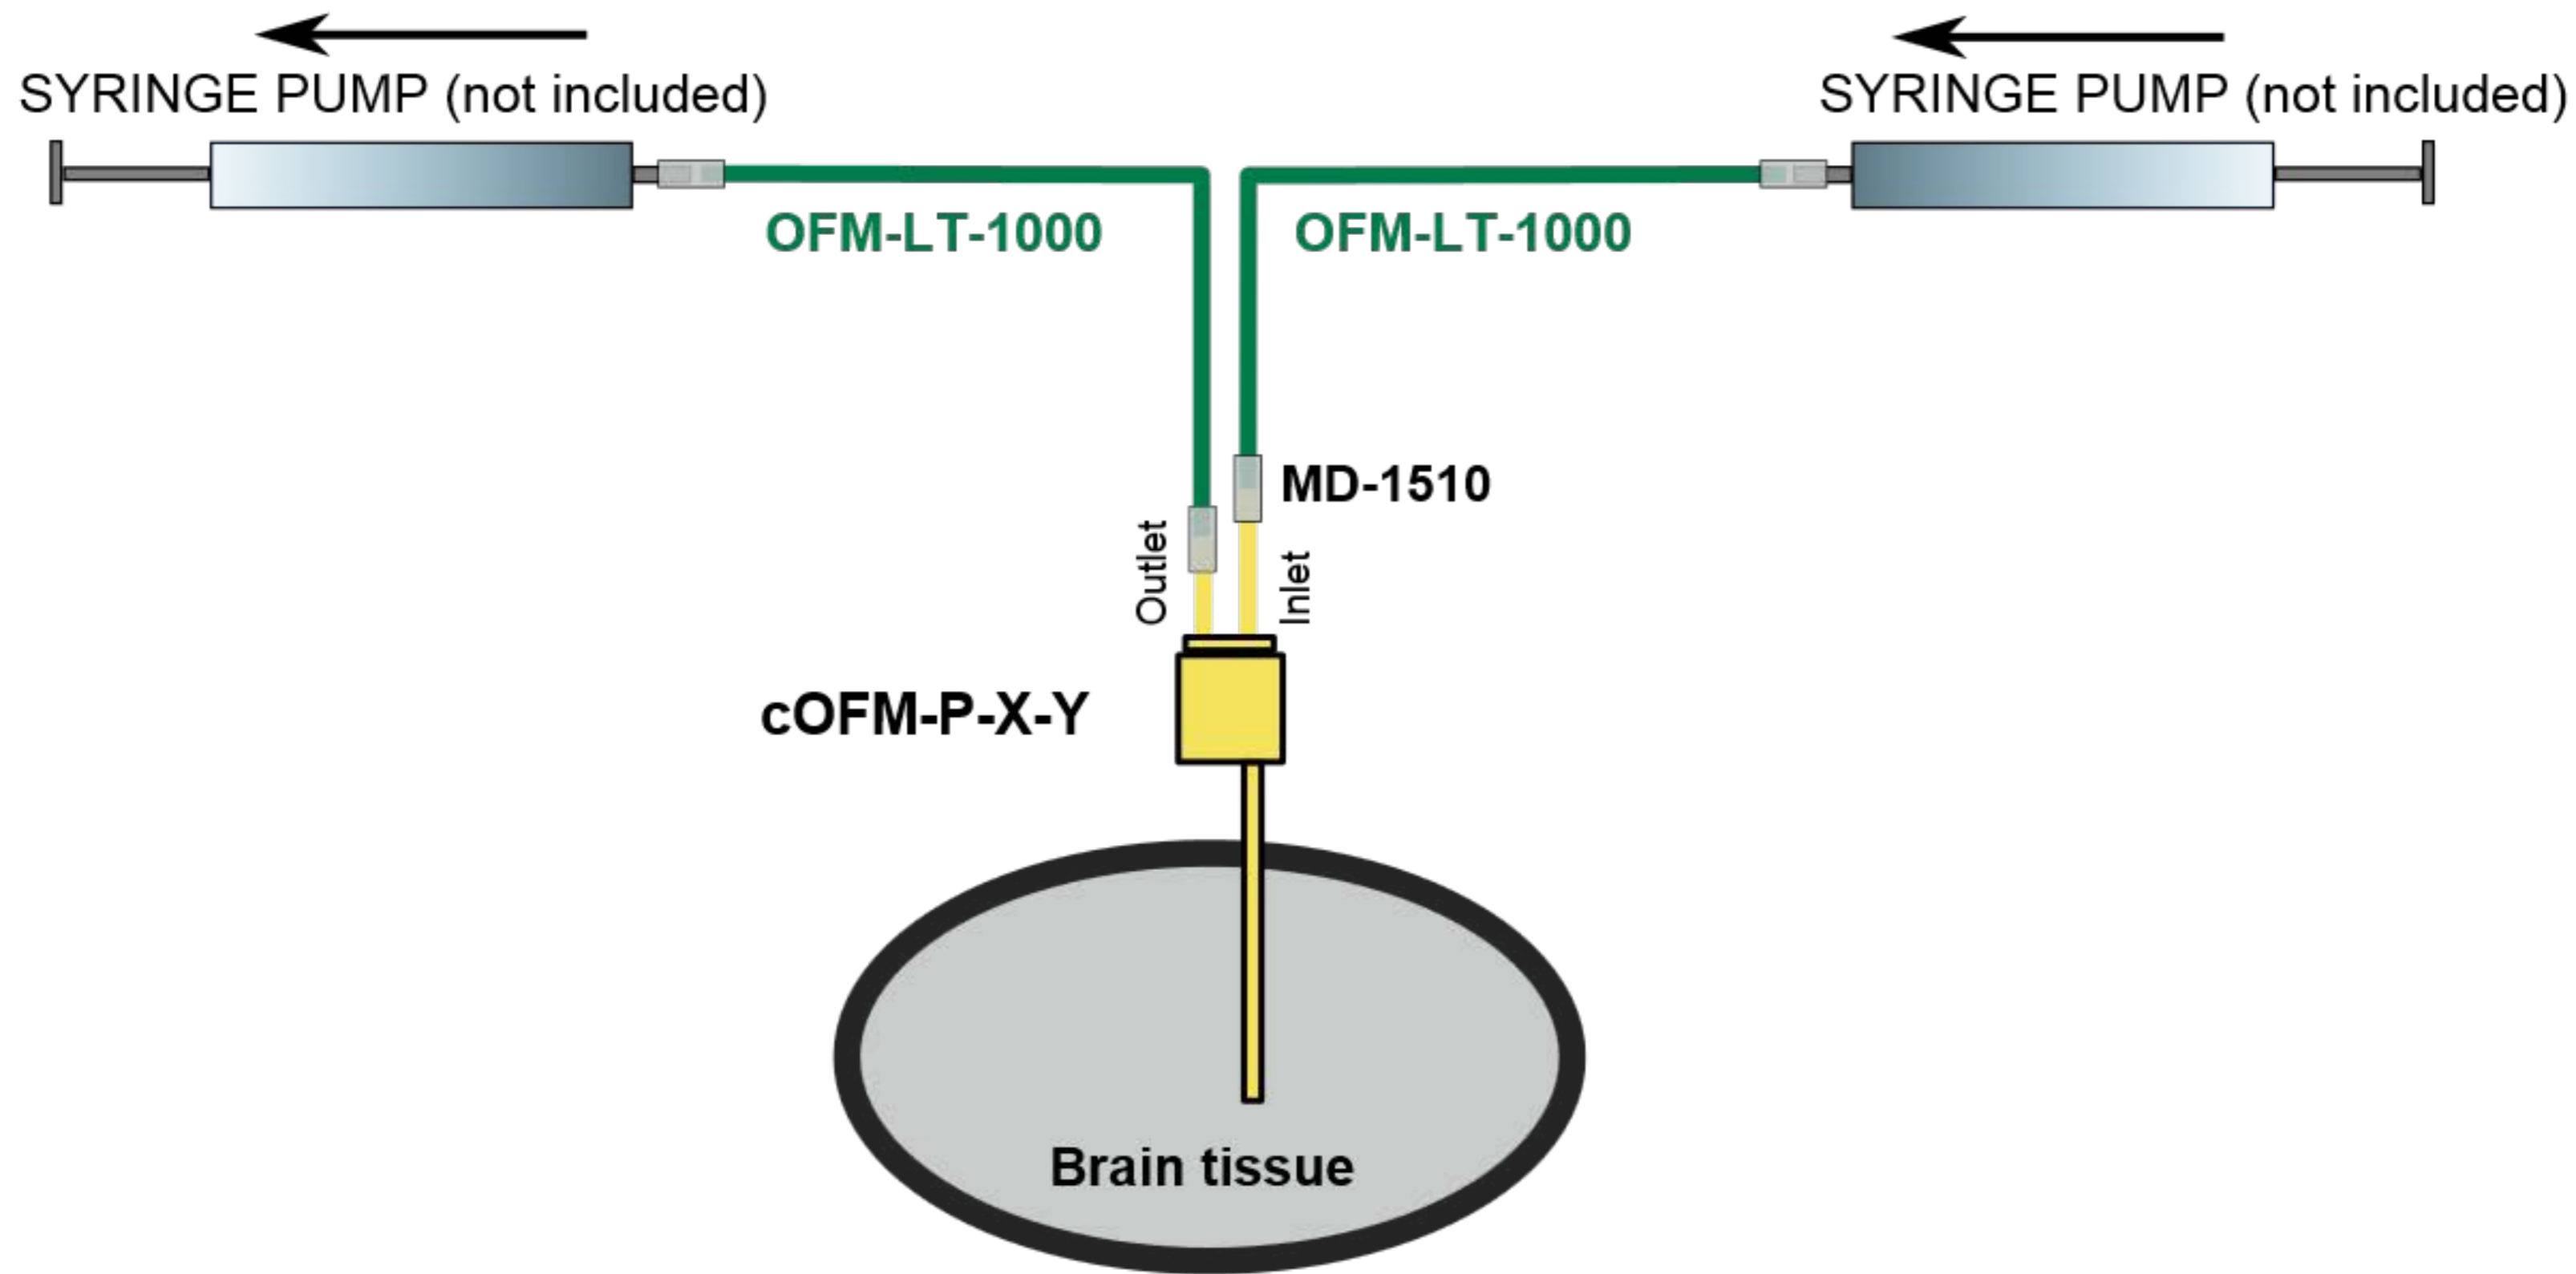 SYRINGE PUMP (not included)
SYRINGE PUMP (not included)
OFM-LT-1000
OFM-LT-1000
MD-1510
Outlet
Inlet
cOFM-P-X-Y
Brain tissue